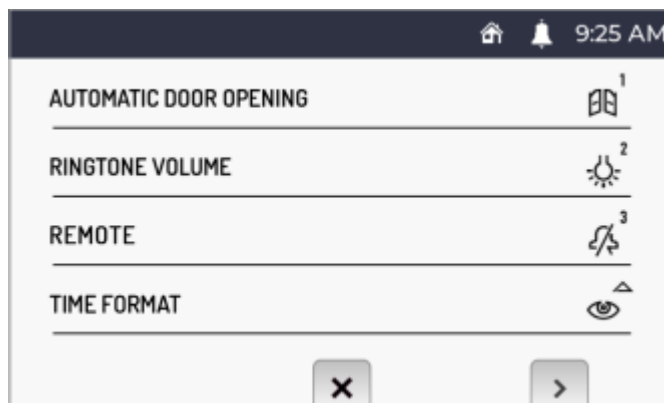 9:25 AM
AUTOMATIC DOOR OPENING 1
RINGTONE VOLUME 2
REMOTE 3
TIME FORMAT